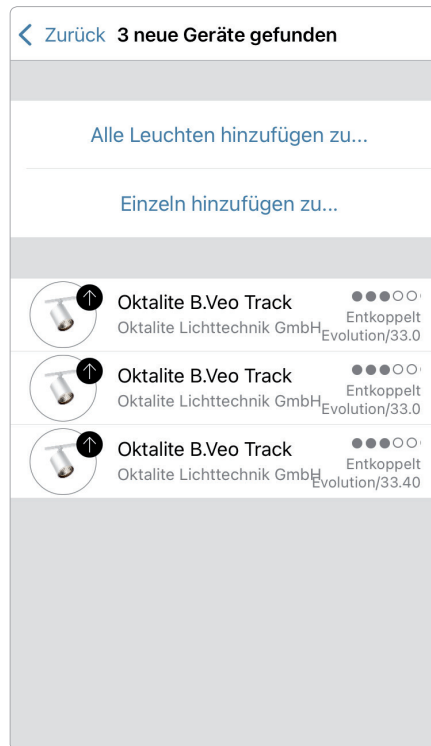 Zurück 3 neue Geräte gefunden
Alle Leuchten hinzufügen zu...
Einzeln hinzufügen zu...
Oktalite B.Veo Track
Oktalite Lichttechnik GmbH
Entkoppelt
Evolution/33.0
Oktalite B.Veo Track
Oktalite Lichttechnik GmbH
Entkoppelt
Evolution/33.0
Oktalite B.Veo Track
Oktalite Lichttechnik GmbH
Entkoppelt
Evolution/33.40